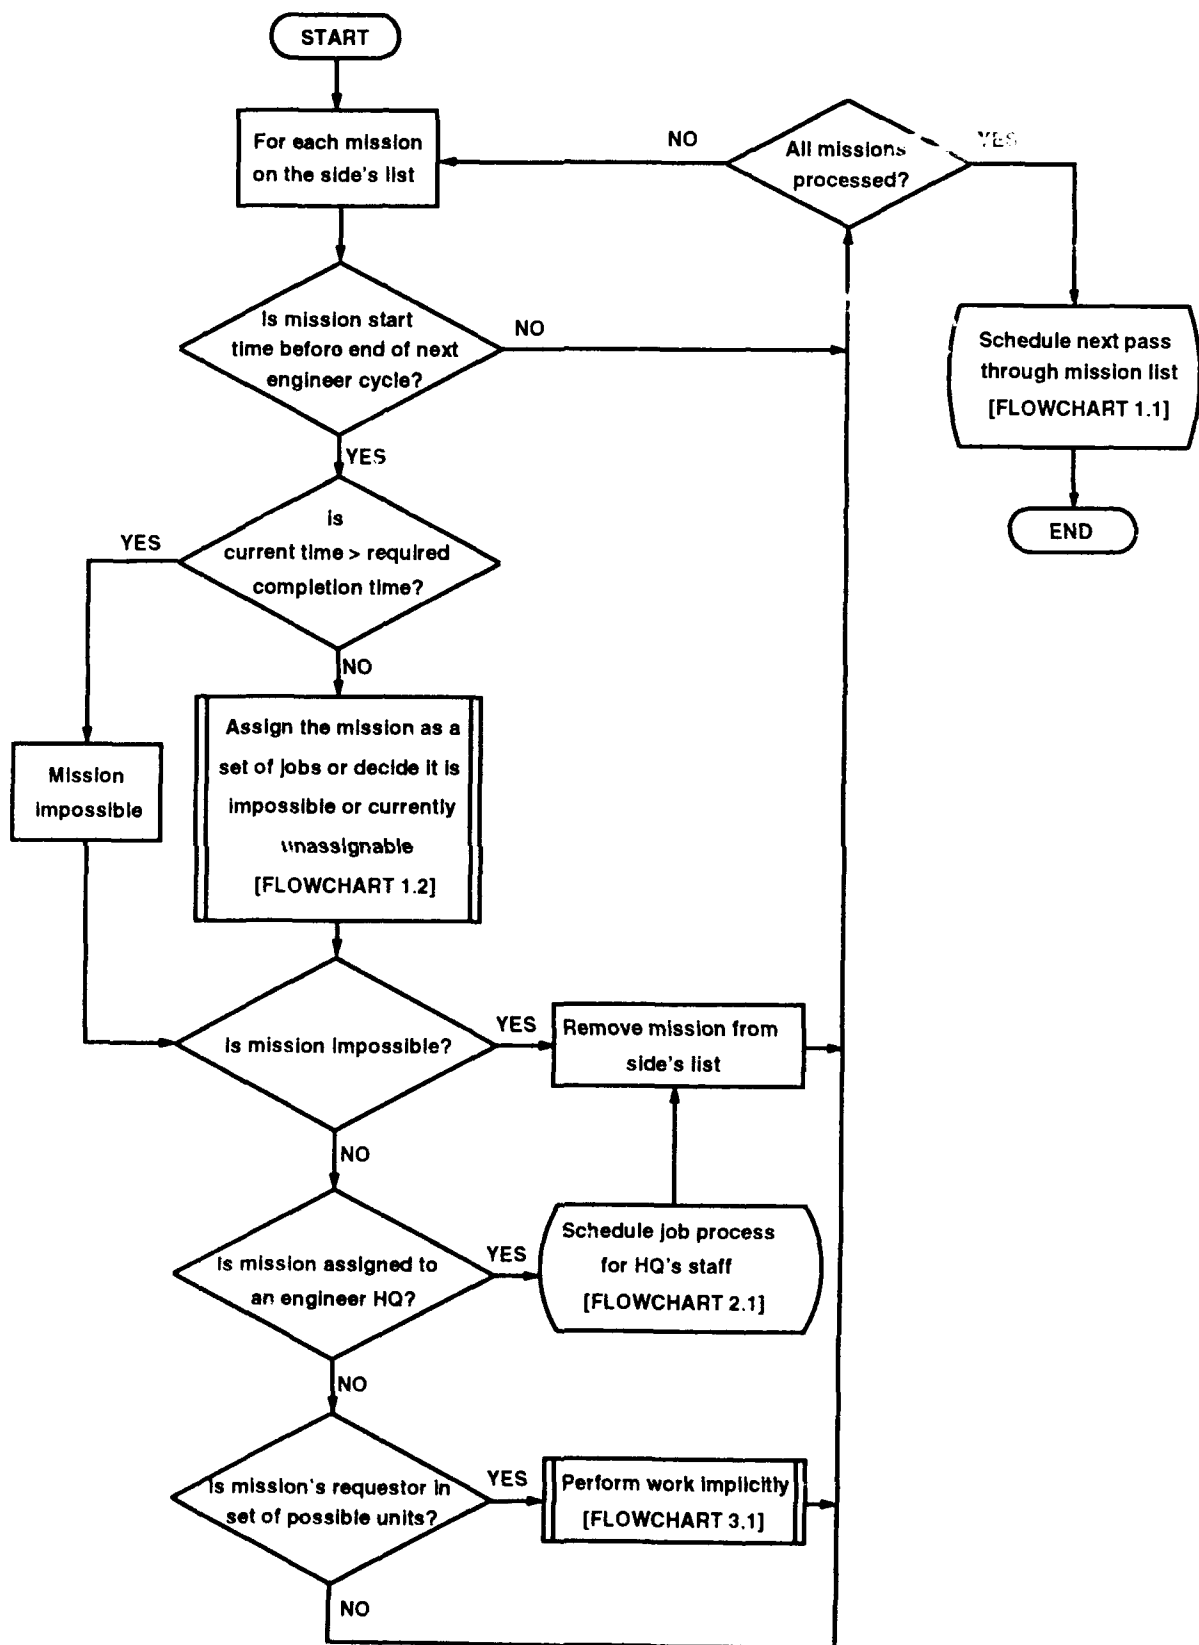 START
For each mission
on the side's list
NO
All missions
processed?
YES
Is mission start
time before end of next
engineer cycle?
NO
Schedule next pass
through mission list
[FLOWCHART 1.1]
YES
END
is
current time > required
completion time?
YES
NO
Assign the mission as a
set of jobs or decide it is
impossible or currently
unassignable
[FLOWCHART 1.2]
Mission
impossible
Is mission impossible?
YES
Remove mission from
side's list
NO
Schedule job process
for HQ's staff
[FLOWCHART 2.1]
YES
Is mission assigned to
an engineer HQ?
NO
Is mission's requestor in
set of possible units?
YES
Perform work implicitly
[FLOWCHART 3.1]
NO